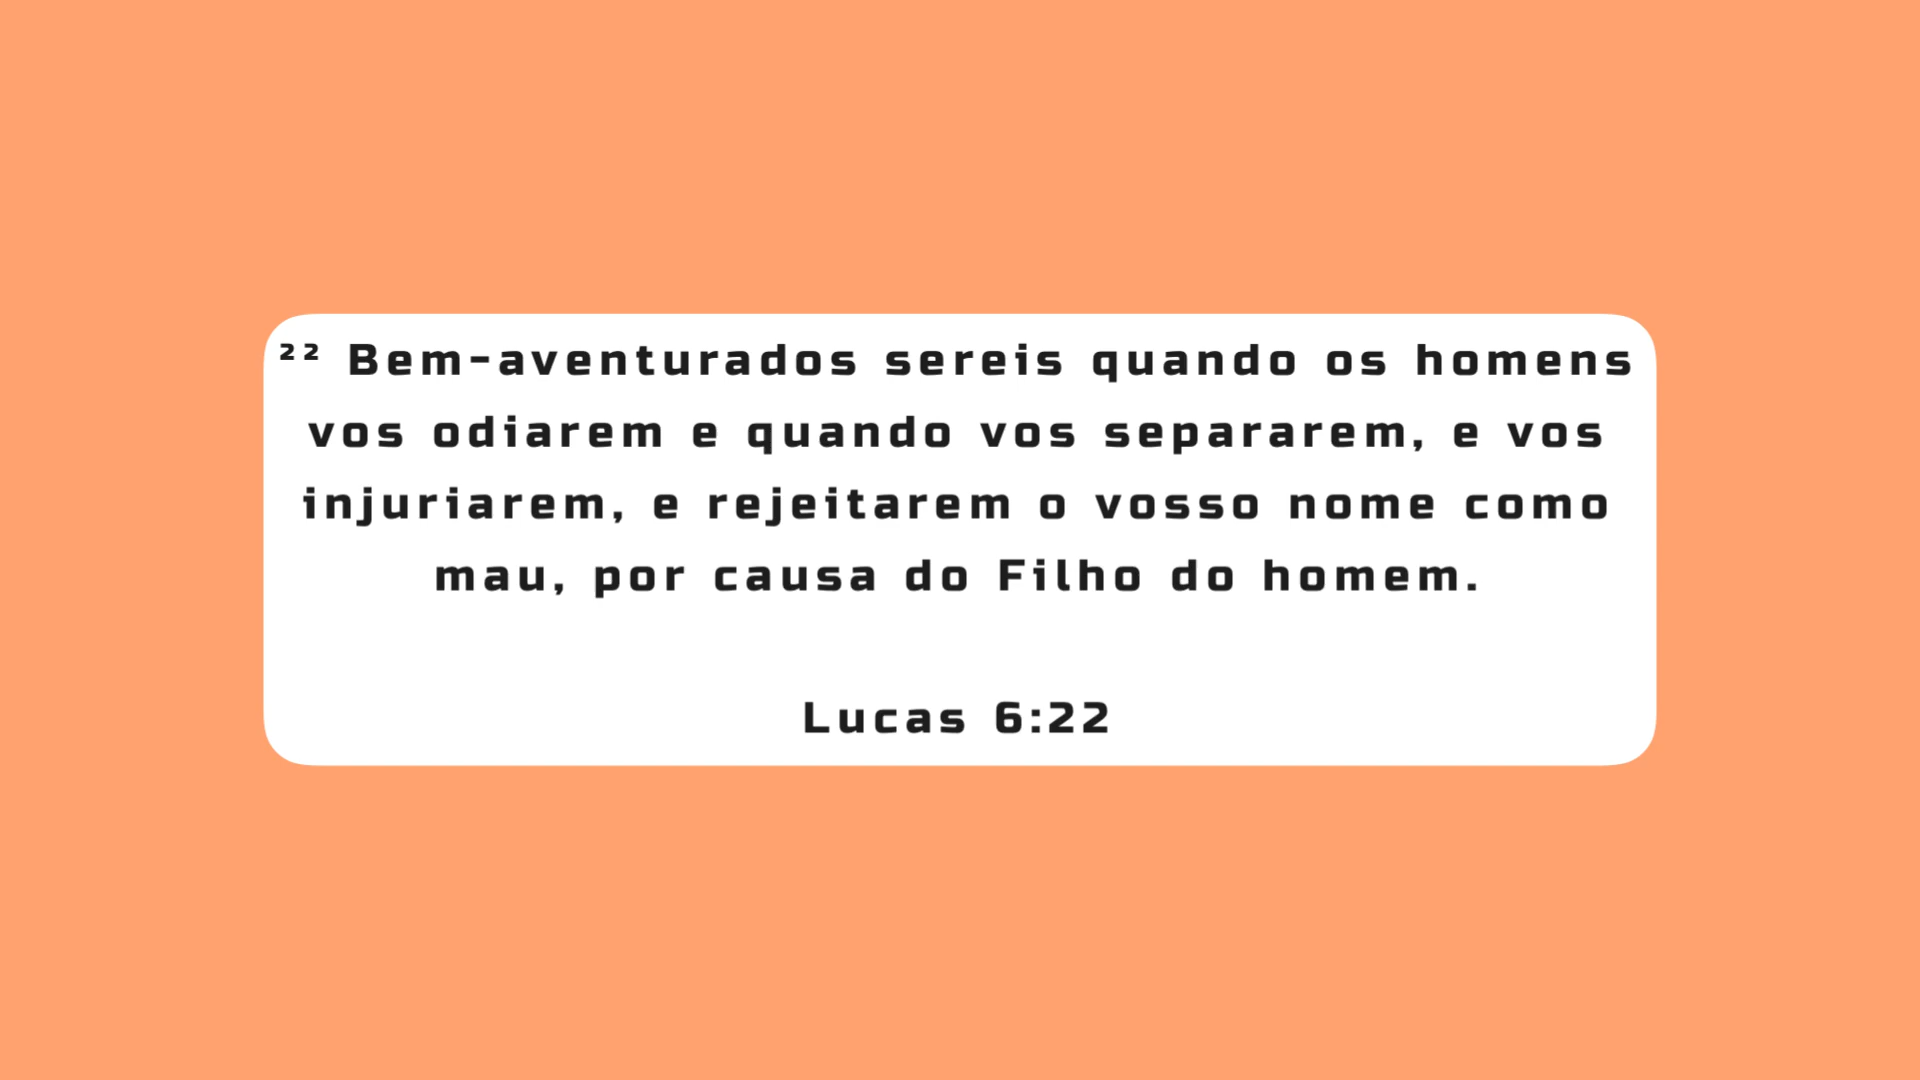 ²² Bem-aventurados sereis quando os homens
vos odiarem e quando vos separarem, e vos
injuriarem, e rejeitarem o vosso nome como
mau, por causa do Filho do homem.
Lucas 6:22